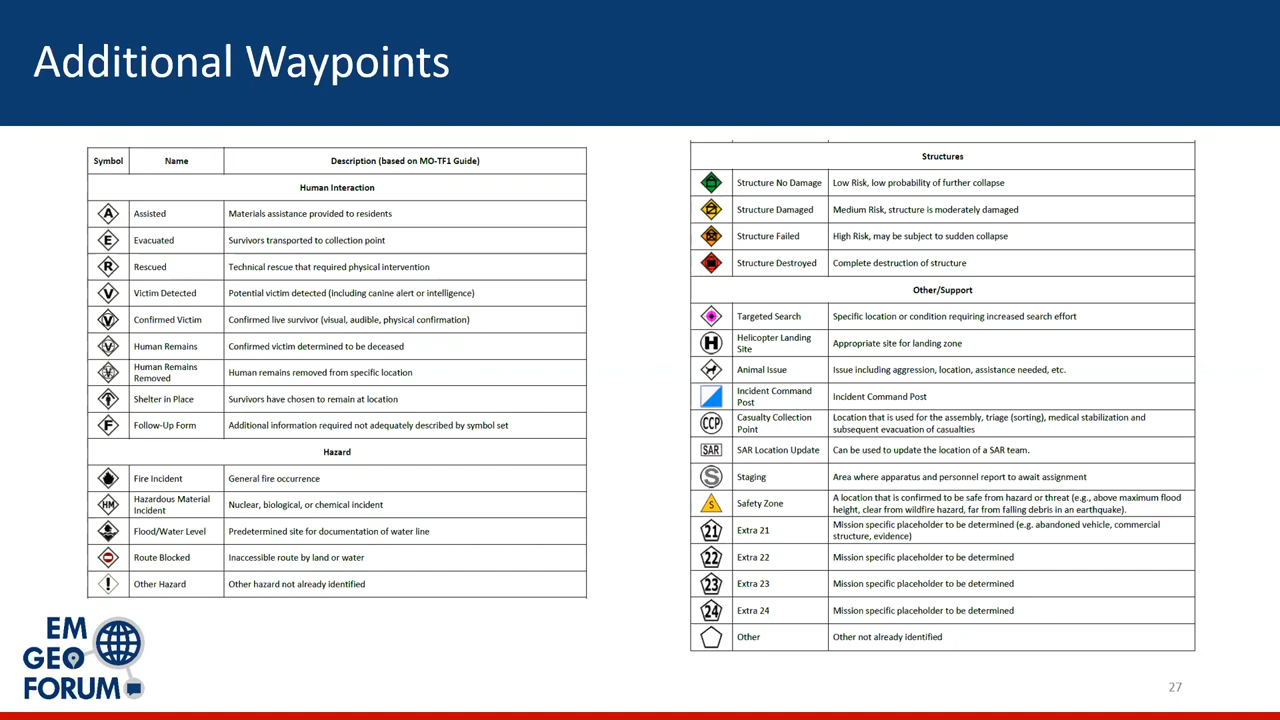 Additional Waypoints
Symbol Name Description (based on MO-TF1 Guide)
Human Interaction
A Assisted Materials assistance provided to residents
E Evacuated Survivors transported to collection point
R Rescued Technical rescue that required physical intervention
V Victim Detected Potential victim detected (including canine alert or intelligence)
V Confirmed Victim Confirmed live survivor (visual, audible, physical confirmation)
V Human Remains Confirmed victim determined to be deceased
V Human Remains Removed Human remains removed from specific location
Shelter in Place Survivors have chosen to remain at location
F Follow-Up Form Additional information required not adequately described by symbol set
Hazard
Fire Incident General fire occurrence
HM Hazardous Material Incident Nuclear, biological, or chemical incident
Flood/Water Level Predetermined site for documentation of water line
Route Blocked Inaccessible route by land or water
! Other Hazard Other hazard not already identified
Structures
Structure No Damage Low Risk, low probability of further collapse
Structure Damaged Medium Risk, structure is moderately damaged
Structure Failed High Risk, may be subject to sudden collapse
Structure Destroyed Complete destruction of structure
Other/Support
Targeted Search Specific location or condition requiring increased search effort
H Helicopter Landing Site Appropriate site for landing zone
Animal Issue Issue including aggression, location, assistance needed, etc.
Incident Command Post Incident Command Post
CCP Casualty Collection Point Location that is used for the assembly, triage (sorting), medical stabilization and
subsequent evacuation of casualties
SAR SAR Location Update Can be used to update the location of a SAR team.
S Staging Area where apparatus and personnel report to await assignment
S Safety Zone A location that is confirmed to be safe from hazard or threat (e.g., above maximum flood
height, clear from wildfire hazard, far from falling debris in an earthquake).
21 Extra 21 Mission specific placeholder to be determined (e.g. abandoned vehicle, commercial
structure, evidence)
22 Extra 22 Mission specific placeholder to be determined
23 Extra 23 Mission specific placeholder to be determined
24 Extra 24 Mission specific placeholder to be determined
Other Other not already identified
EM
GEO
FORUM
27